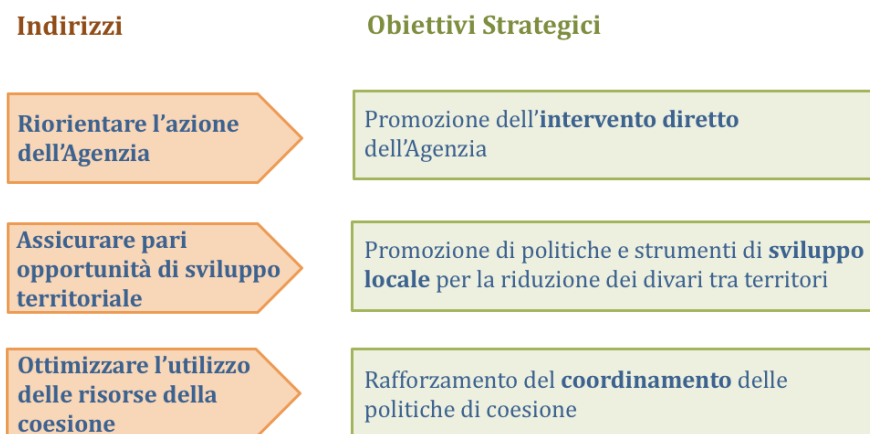 Indirizzi
Obiettivi Strategici
Riorientare l’azione
dell’Agenzia
Promozione dell’intervento diretto
dell’Agenzia
Assicurare pari
opportunità di sviluppo
territoriale
Promozione di politiche e strumenti di sviluppo
locale per la riduzione dei divari tra territori
Ottimizzare l’utilizzo
delle risorse della
coesione
Rafforzamento del coordinamento delle
politiche di coesione